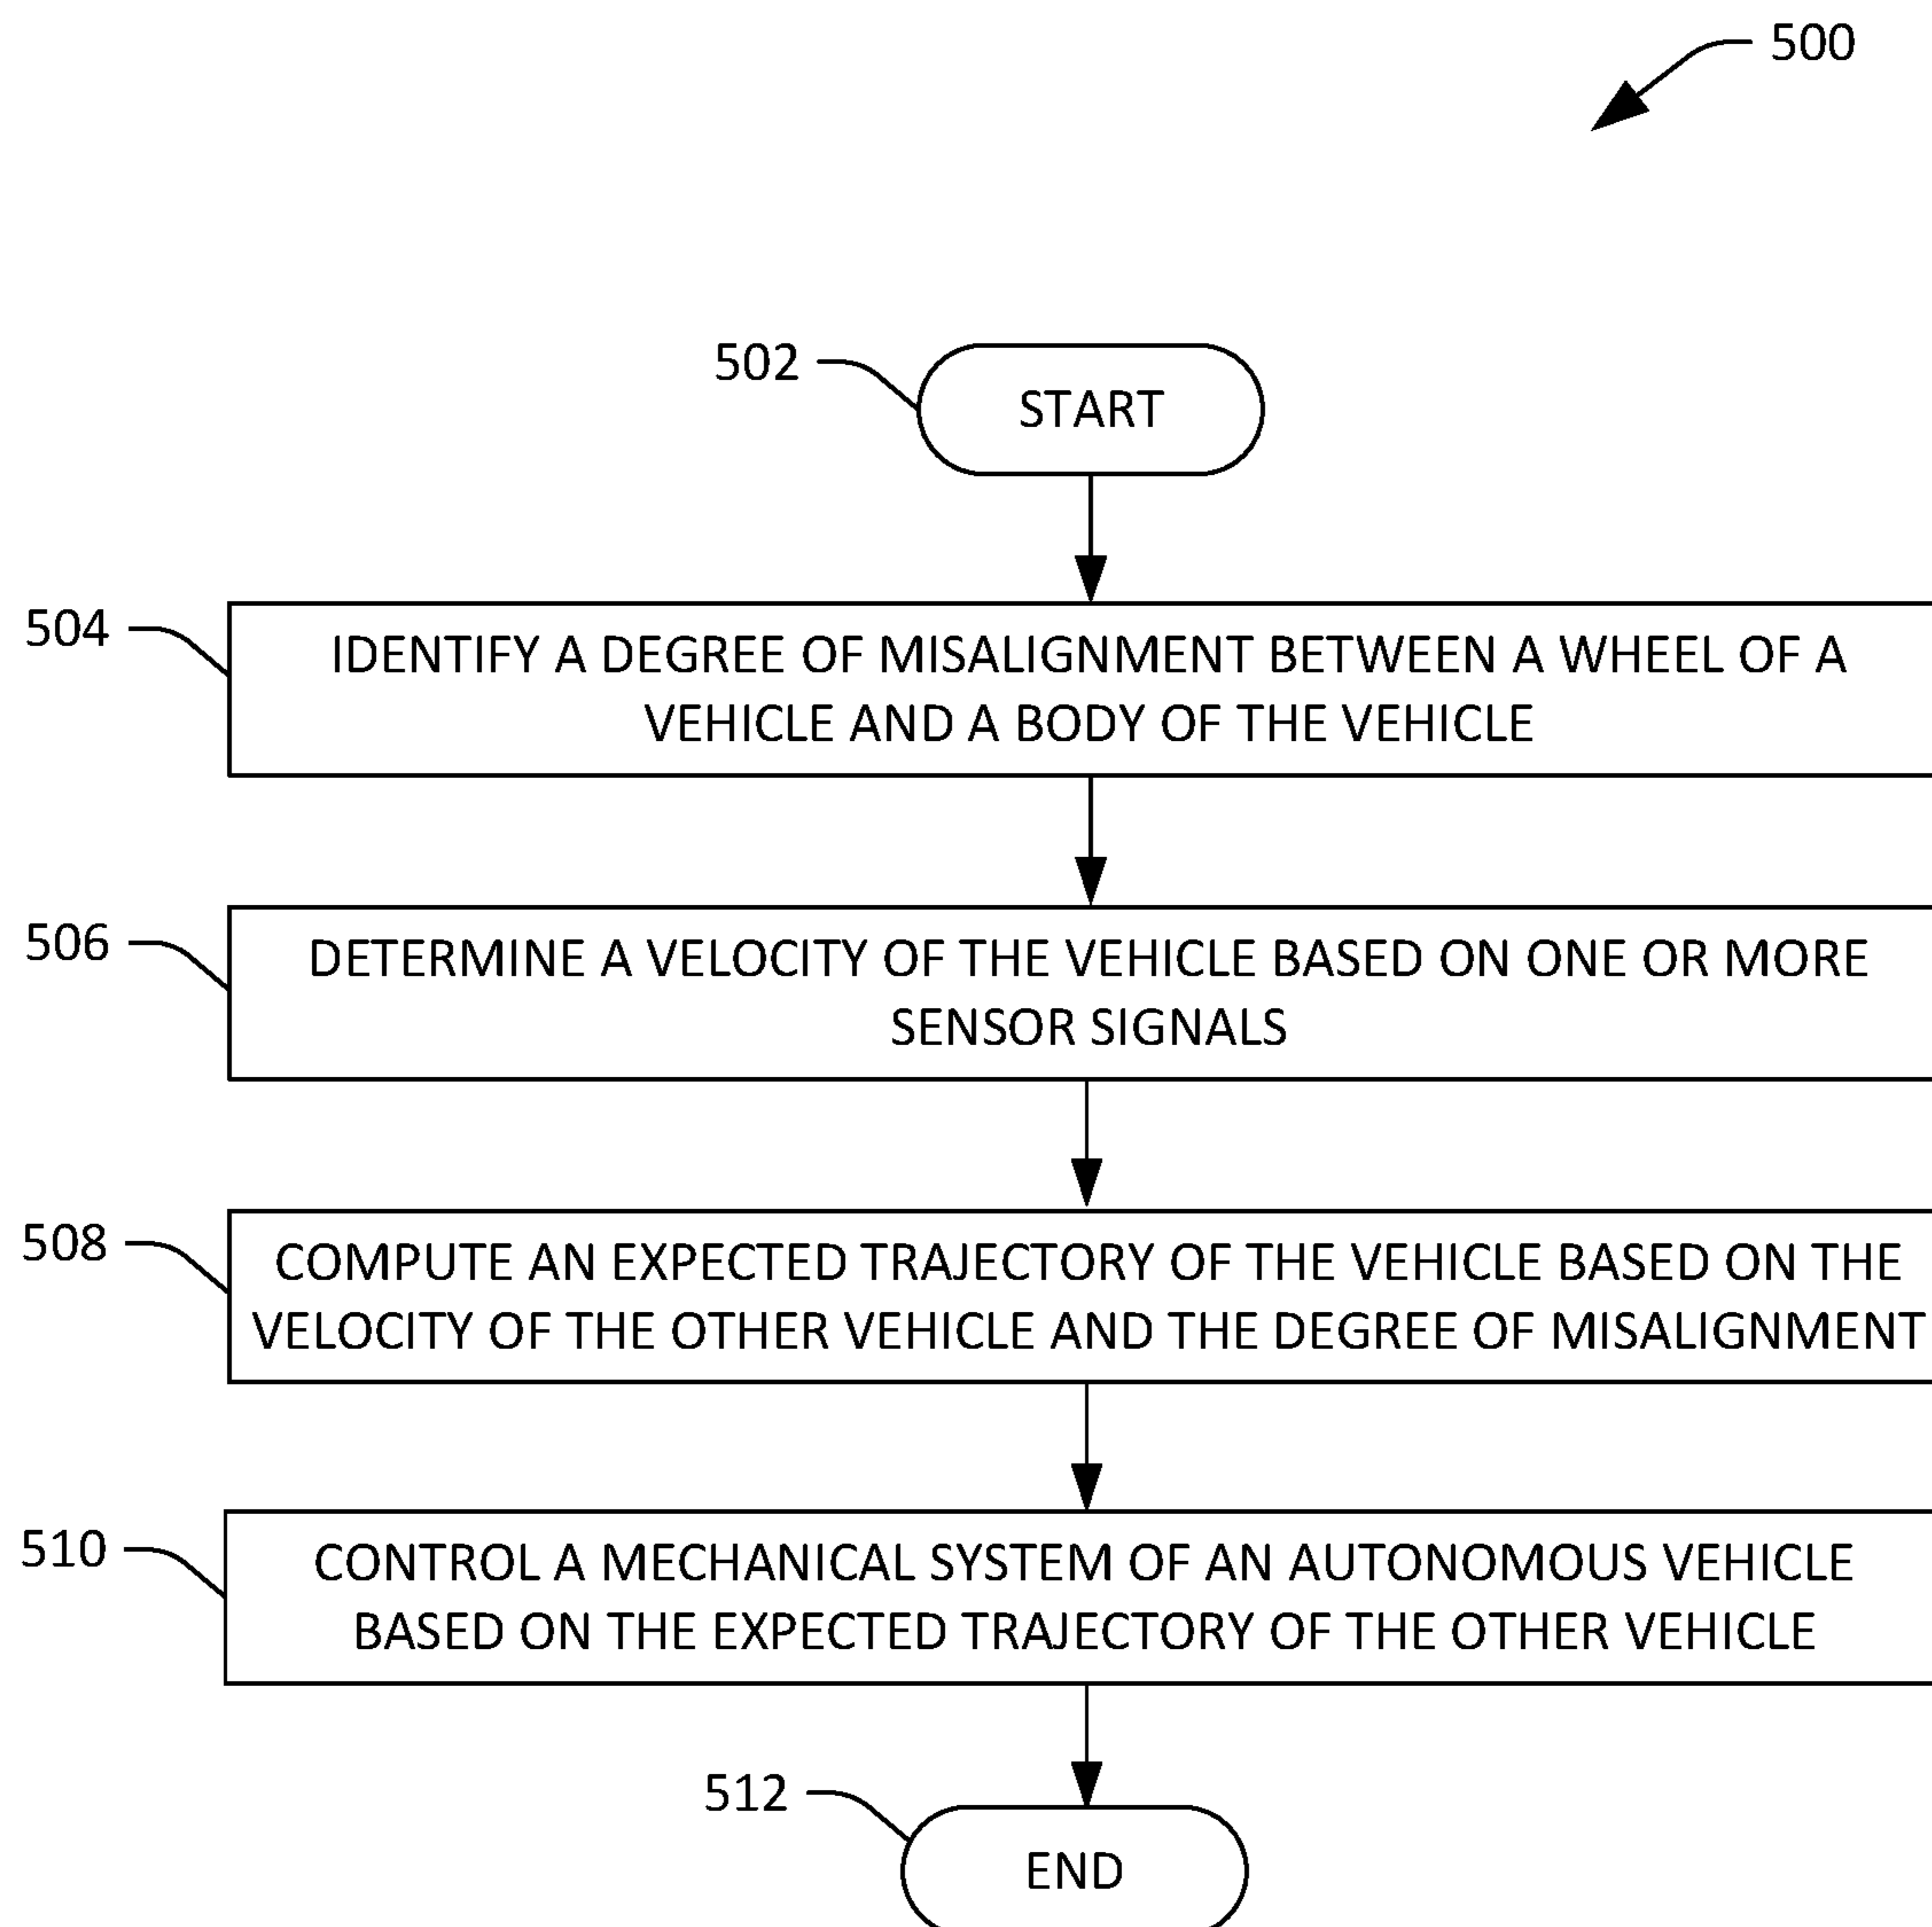 500
502
START
504
IDENTIFY A DEGREE OF MISALIGNMENT BETWEEN A WHEEL OF A
VEHICLE AND A BODY OF THE VEHICLE
506
DETERMINE A VELOCITY OF THE VEHICLE BASED ON ONE OR MORE
SENSOR SIGNALS
508
COMPUTE AN EXPECTED TRAJECTORY OF THE VEHICLE BASED ON THE
VELOCITY OF THE OTHER VEHICLE AND THE DEGREE OF MISALIGNMENT
510
CONTROL A MECHANICAL SYSTEM OF AN AUTONOMOUS VEHICLE
BASED ON THE EXPECTED TRAJECTORY OF THE OTHER VEHICLE
512
END